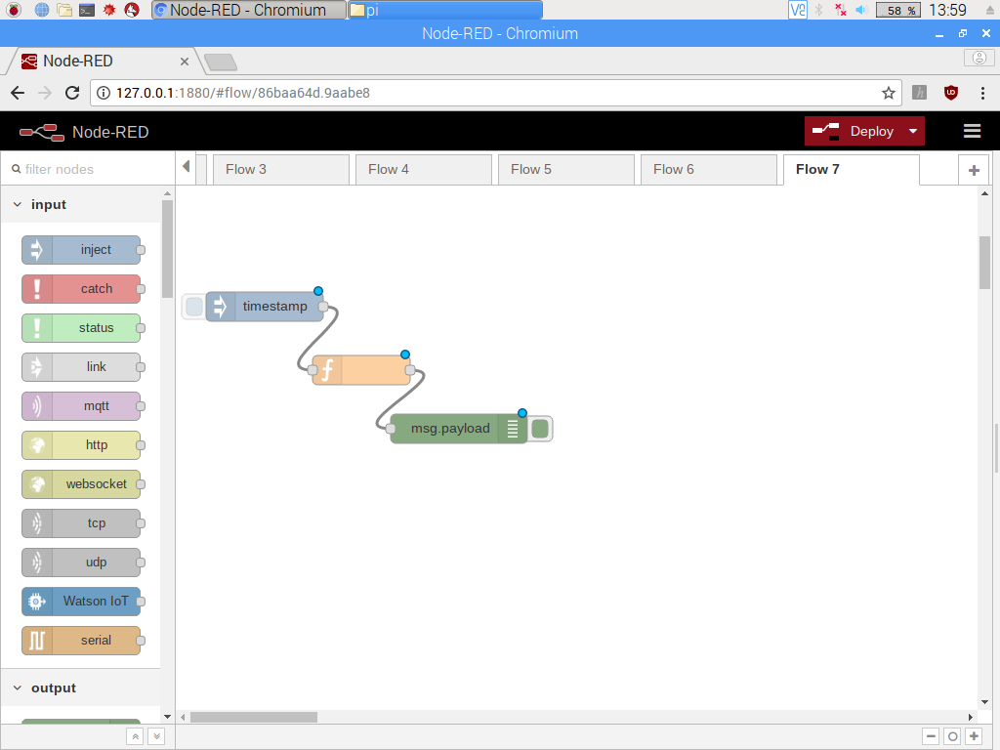 Node-RED - Chromium
pi
58 %
13:59
Node-RED - Chromium
Node-RED
127.0.0.1:1880/#flow/86baa64d.9aabe8
Node-RED
Deploy
filter nodes
Flow 3
Flow 4
Flow 5
Flow 6
Flow 7
input
inject
catch
status
link
mqtt
http
websocket
tcp
udp
Watson IoT
serial
output
timestamp
msg.payload